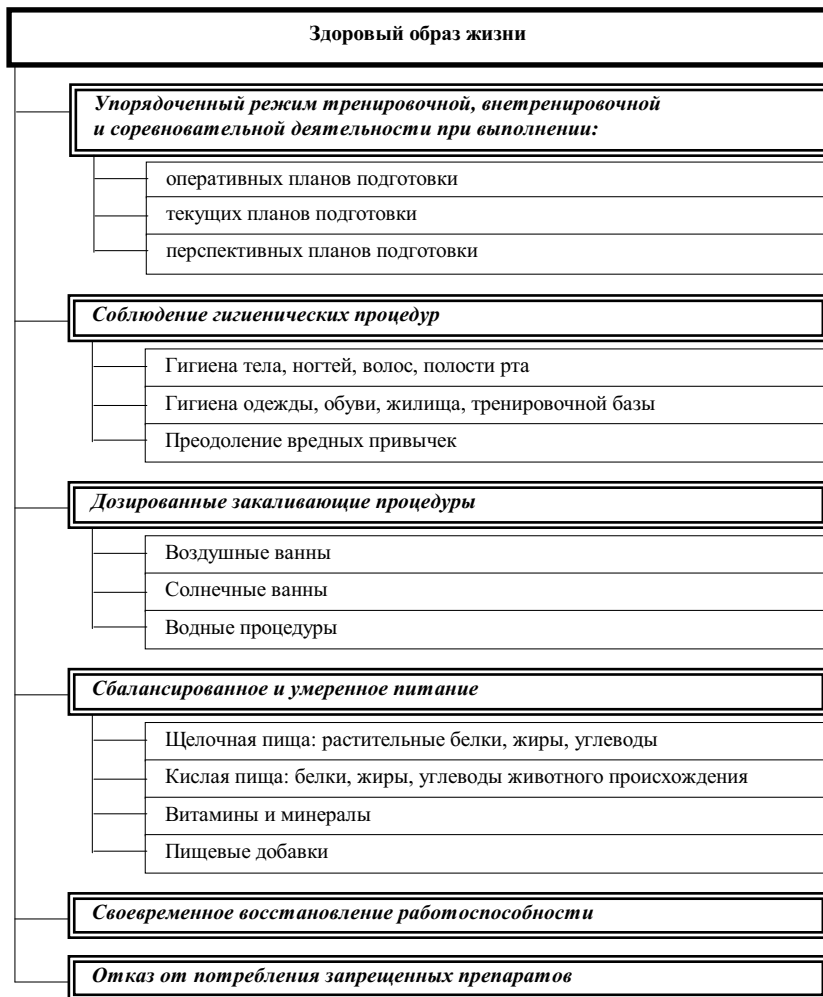 Здоровый образ жизни
Упорядоченный режим тренировочной, внетренировочной
и соревновательной деятельности при выполнении:
оперативных планов подготовки
текущих планов подготовки
перспективных планов подготовки
Соблюдение гигиенических процедур
Гигиена тела, ногтей, волос, полости рта
Гигиена одежды, обуви, жилища, тренировочной базы
Преодоление вредных привычек
Дозированные закаливающие процедуры
Воздушные ванны
Солнечные ванны
Водные процедуры
Сбалансированное и умеренное питание
Щелочная пища: растительные белки, жиры, углеводы
Кислая пища: белки, жиры, углеводы животного происхождения
Витамины и минералы
Пищевые добавки
Своевременное восстановление работоспособности
Отказ от потребления запрещенных препаратов